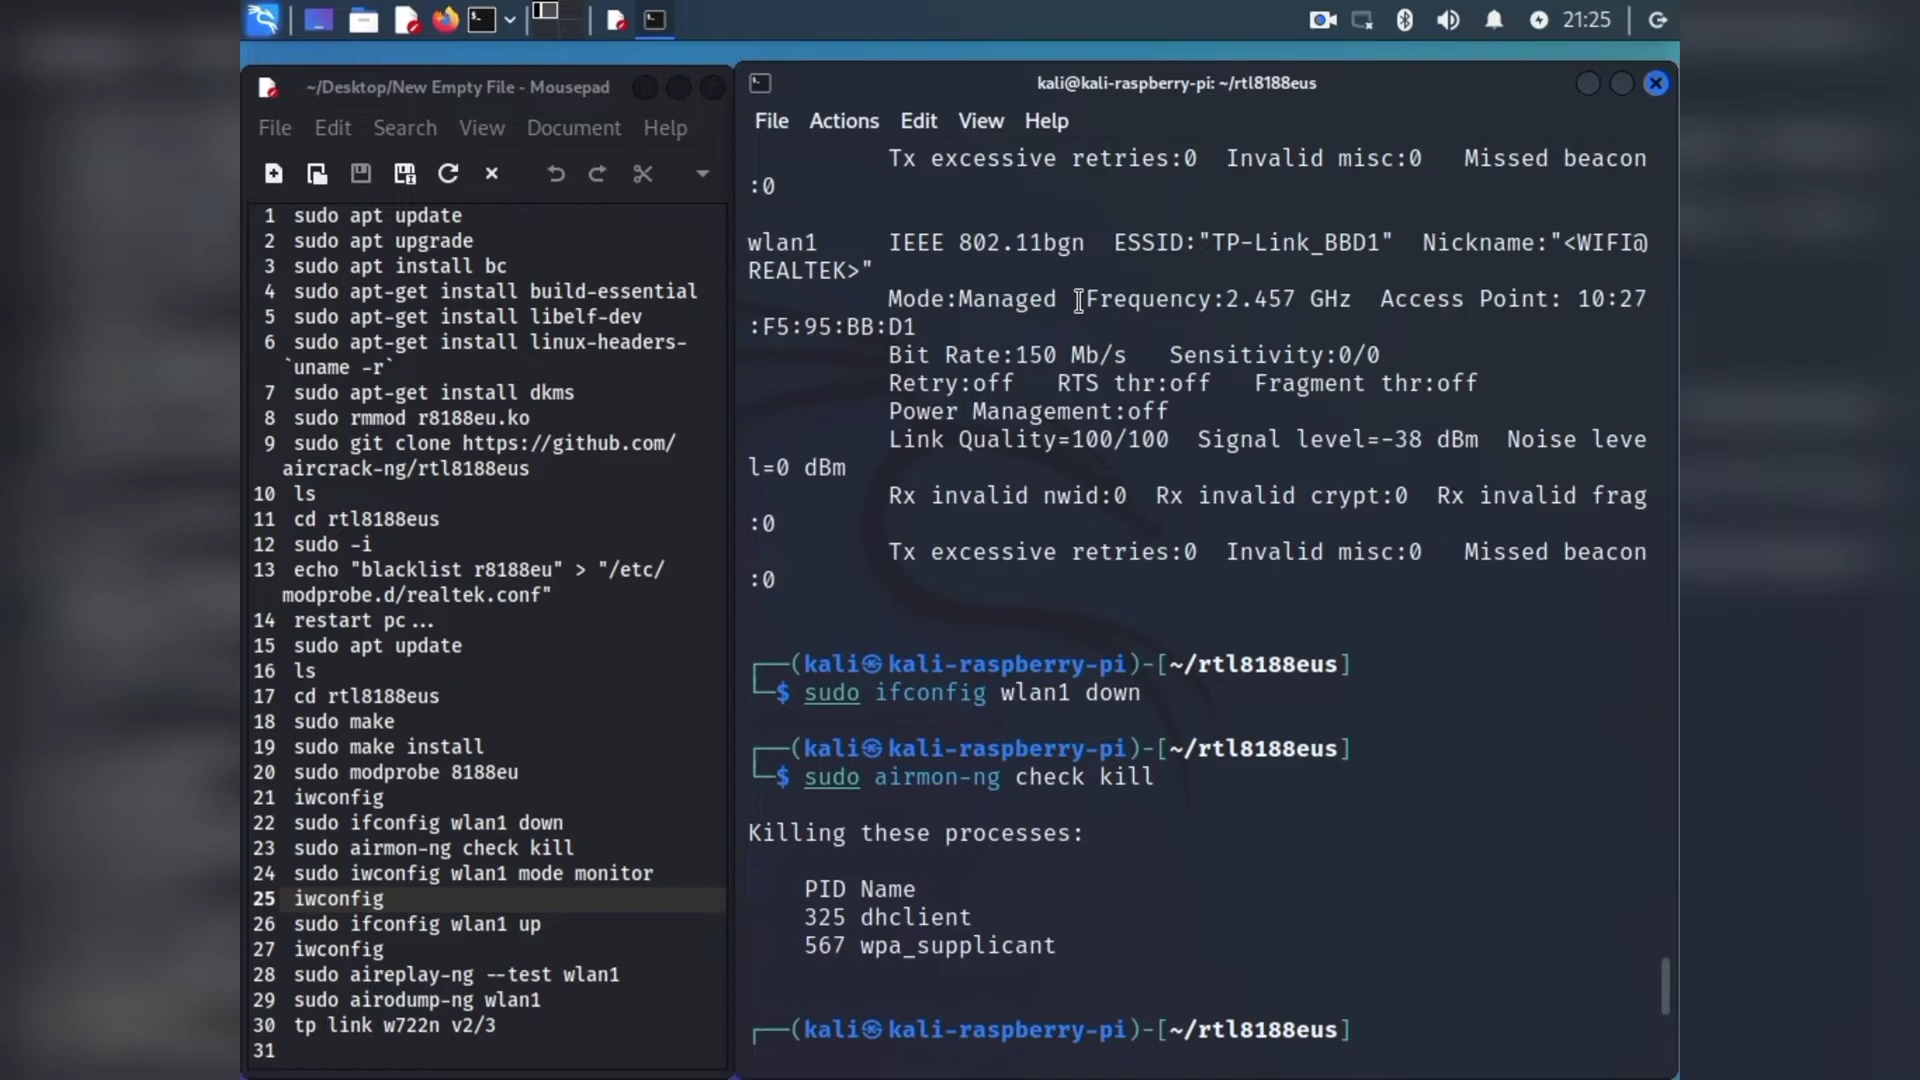 21:25
~/Desktop/New Empty File - Mousepad
File Edit Search View Document Help
1 sudo apt update
2 sudo apt upgrade
3 sudo apt install bc
4 sudo apt-get install build-essential
5 sudo apt-get install libelf-dev
6 sudo apt-get install linux-headers-
`uname -r`
7 sudo apt-get install dkms
8 sudo rmmod r8188eu.ko
9 sudo git clone https://github.com/
aircrack-ng/rtl8188eus
10 ls
11 cd rtl8188eus
12 sudo -i
13 echo "blacklist r8188eu" > "/etc/
modprobe.d/realtek.conf"
14 restart pc...
15 sudo apt update
16 ls
17 cd rtl8188eus
18 sudo make
19 sudo make install
20 sudo modprobe 8188eu
21 iwconfig
22 sudo ifconfig wlan1 down
23 sudo airmon-ng check kill
24 sudo iwconfig wlan1 mode monitor
25 iwconfig
26 sudo ifconfig wlan1 up
27 iwconfig
28 sudo aireplay-ng --test wlan1
29 sudo airodump-ng wlan1
30 tp link w722n v2/3
31
kali@kali-raspberry-pi: ~/rtl8188eus
File Actions Edit View Help
Tx excessive retries:0 Invalid misc:0 Missed beacon
:0
wlan1 IEEE 802.11bgn ESSID:"TP-Link_BBD1" Nickname:"<WIFI@
REALTEK>"
Mode:Managed Frequency:2.457 GHz Access Point: 10:27
:F5:95:BB:D1
Bit Rate:150 Mb/s Sensitivity:0/0
Retry:off RTS thr:off Fragment thr:off
Power Management:off
Link Quality=100/100 Signal level=-38 dBm Noise leve
l=0 dBm
Rx invalid nwid:0 Rx invalid crypt:0 Rx invalid frag
:0
Tx excessive retries:0 Invalid misc:0 Missed beacon
:0
┌──(kali㉿kali-raspberry-pi)-[~/rtl8188eus]
└─$ sudo ifconfig wlan1 down
┌──(kali㉿kali-raspberry-pi)-[~/rtl8188eus]
└─$ sudo airmon-ng check kill
Killing these processes:
PID Name
325 dhclient
567 wpa_supplicant
┌──(kali㉿kali-raspberry-pi)-[~/rtl8188eus]